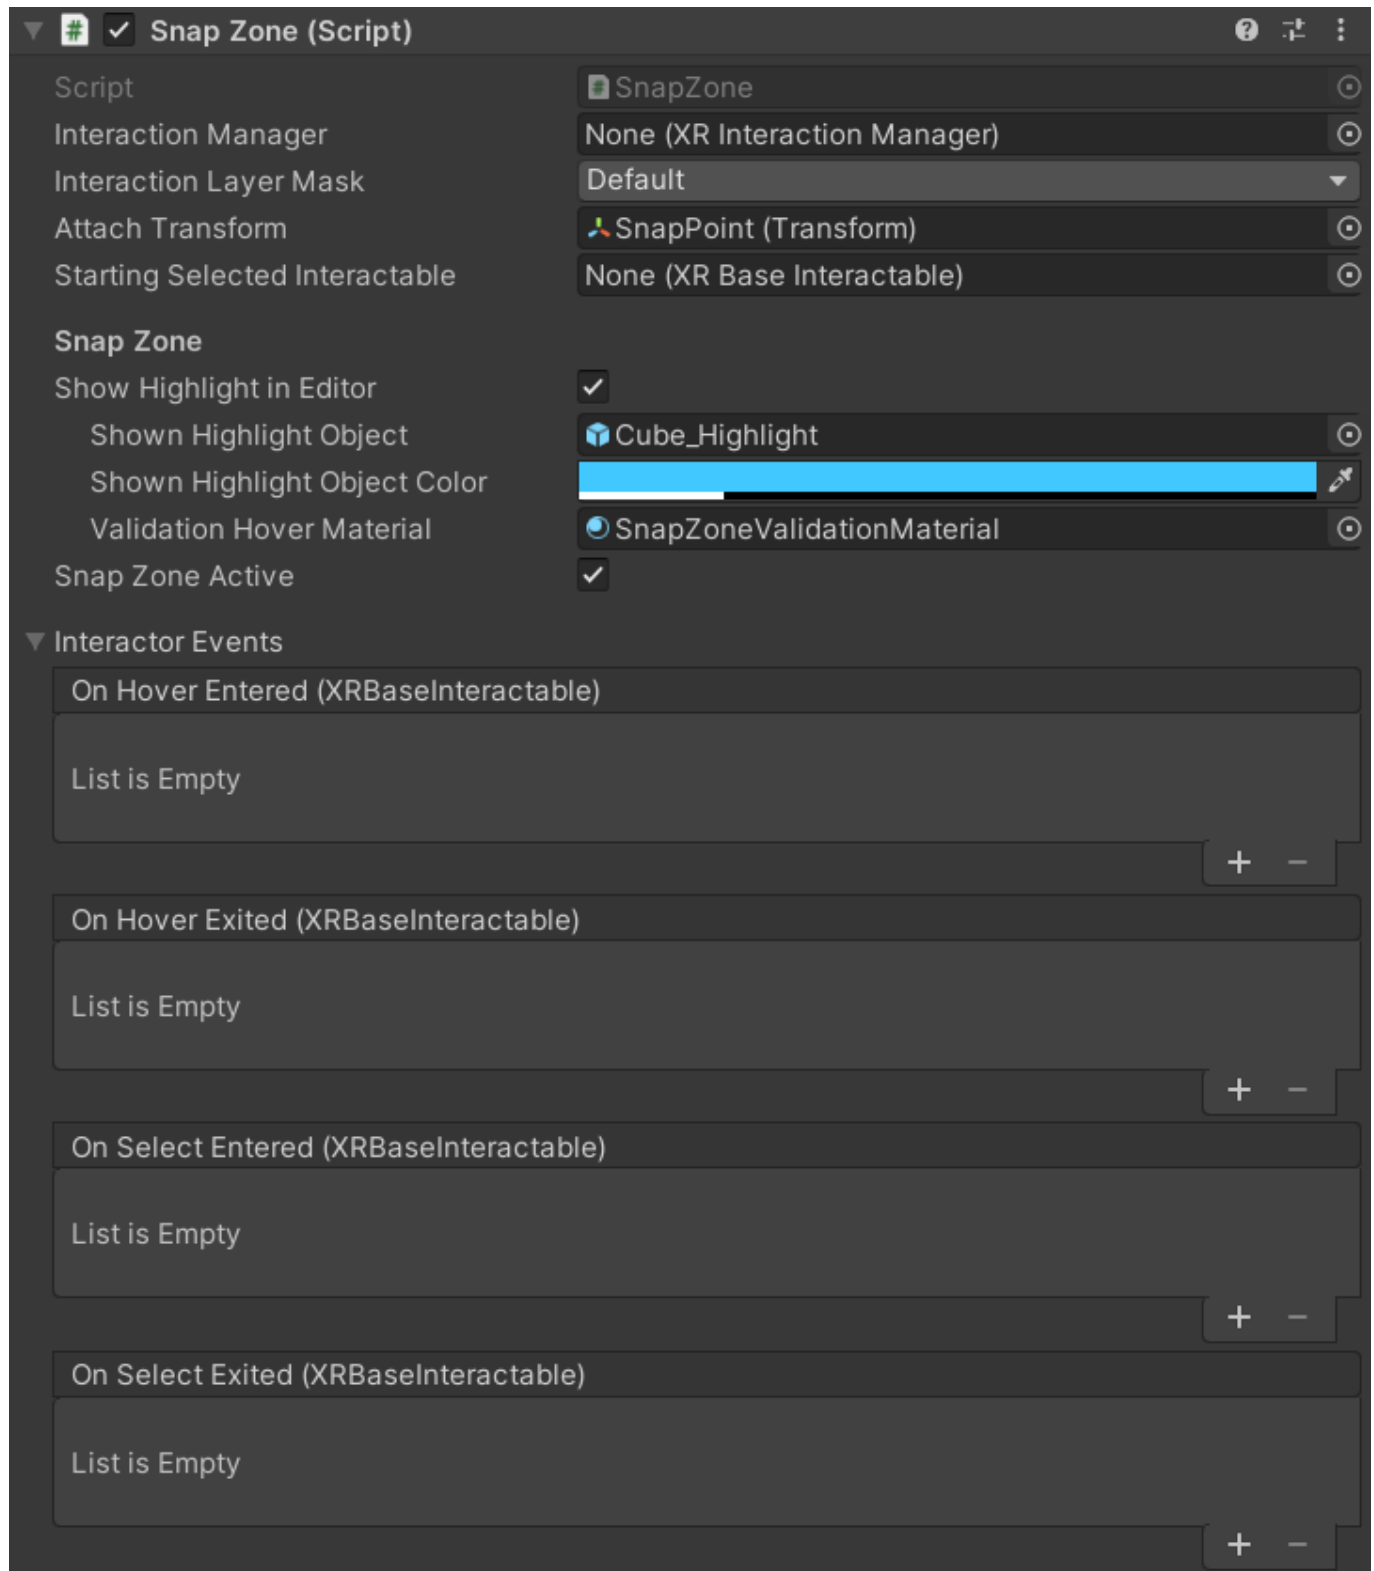 Snap Zone (Script)
Script SnapZone
Interaction Manager None (XR Interaction Manager)
Interaction Layer Mask Default
Attach Transform SnapPoint (Transform)
Starting Selected Interactable None (XR Base Interactable)
Snap Zone
Show Highlight in Editor
Shown Highlight Object Cube_Highlight
Shown Highlight Object Color
Validation Hover Material SnapZoneValidationMaterial
Snap Zone Active
Interactor Events
On Hover Entered (XRBaseInteractable)
List is Empty
On Hover Exited (XRBaseInteractable)
List is Empty
On Select Entered (XRBaseInteractable)
List is Empty
On Select Exited (XRBaseInteractable)
List is Empty